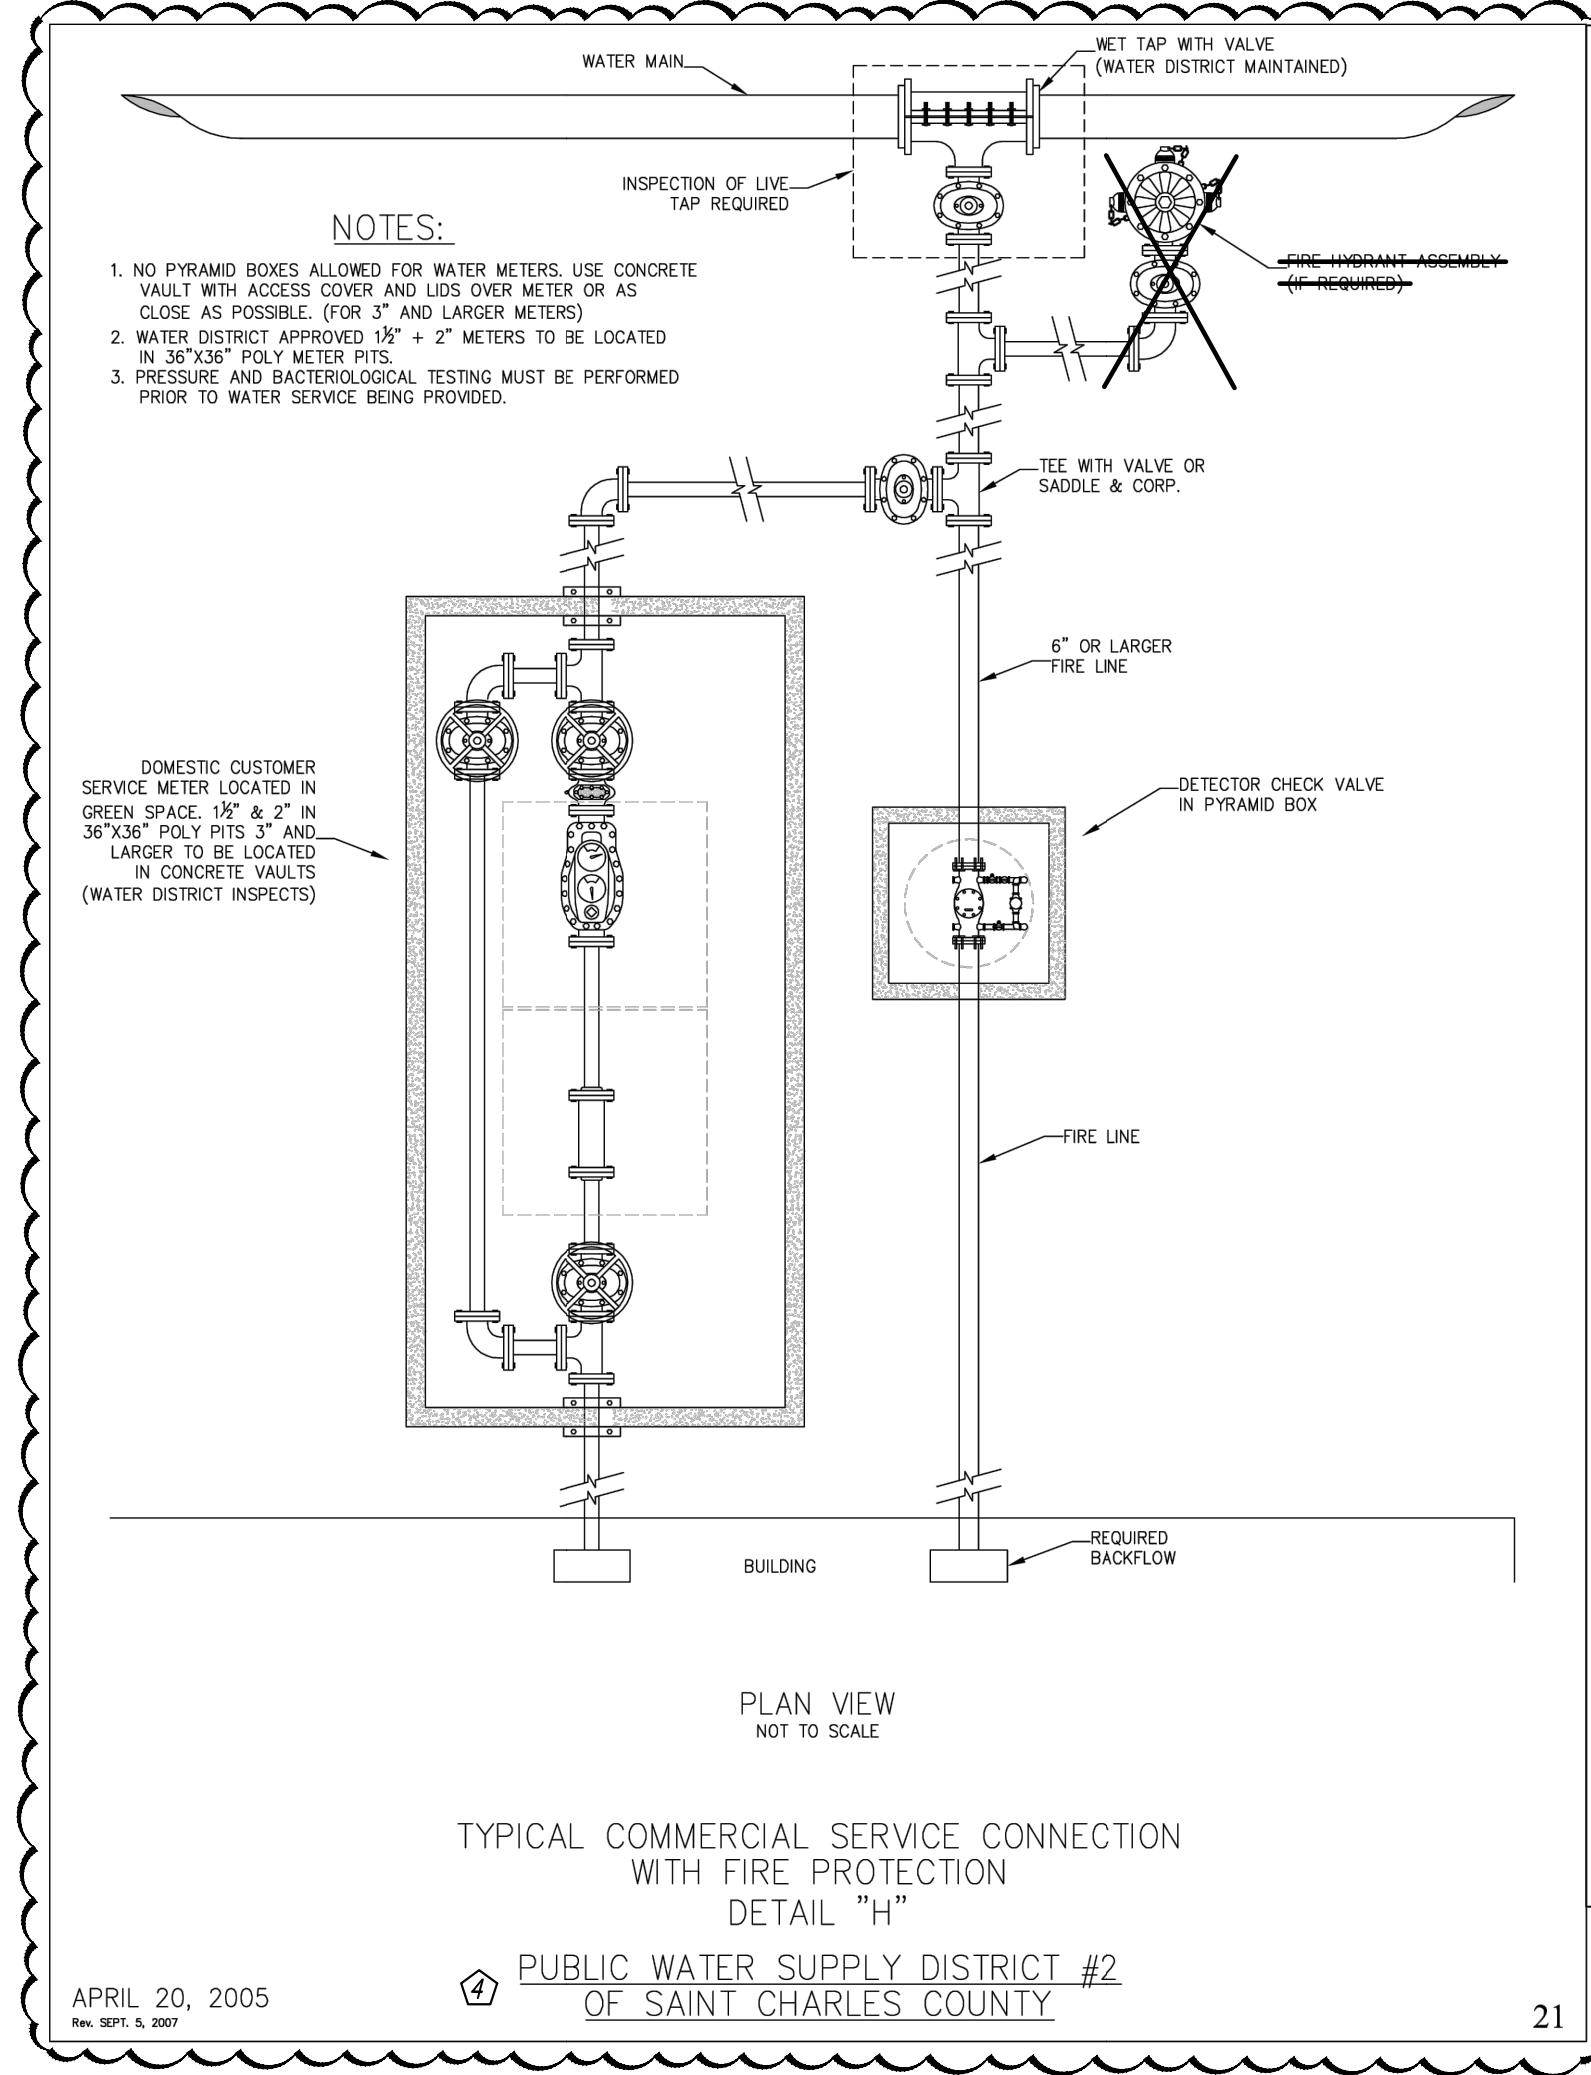 WATER MAIN
WET TAP WITH VALVE
(WATER DISTRICT MAINTAINED)
INSPECTION OF LIVE
TAP REQUIRED
FIRE HYDRANT ASSEMBLY
(IF REQUIRED)
NOTES:
1. NO PYRAMID BOXES ALLOWED FOR WATER METERS. USE CONCRETE
VAULT WITH ACCESS COVER AND LIDS OVER METER OR AS
CLOSE AS POSSIBLE. (FOR 3" AND LARGER METERS)
2. WATER DISTRICT APPROVED 1½" + 2" METERS TO BE LOCATED
IN 36"X36" POLY METER PITS.
3. PRESSURE AND BACTERIOLOGICAL TESTING MUST BE PERFORMED
PRIOR TO WATER SERVICE BEING PROVIDED.
TEE WITH VALVE OR
SADDLE & CORP.
6" OR LARGER
FIRE LINE
DOMESTIC CUSTOMER
SERVICE METER LOCATED IN
GREEN SPACE. 1½" & 2" IN
36"X36" POLY PITS 3" AND
LARGER TO BE LOCATED
IN CONCRETE VAULTS
(WATER DISTRICT INSPECTS)
DETECTOR CHECK VALVE
IN PYRAMID BOX
FIRE LINE
REQUIRED
BACKFLOW
BUILDING
PLAN VIEW
NOT TO SCALE
TYPICAL COMMERCIAL SERVICE CONNECTION
WITH FIRE PROTECTION
DETAIL "H"
4
PUBLIC WATER SUPPLY DISTRICT #2
OF SAINT CHARLES COUNTY
APRIL 20, 2005
Rev. SEPT. 5, 2007
21